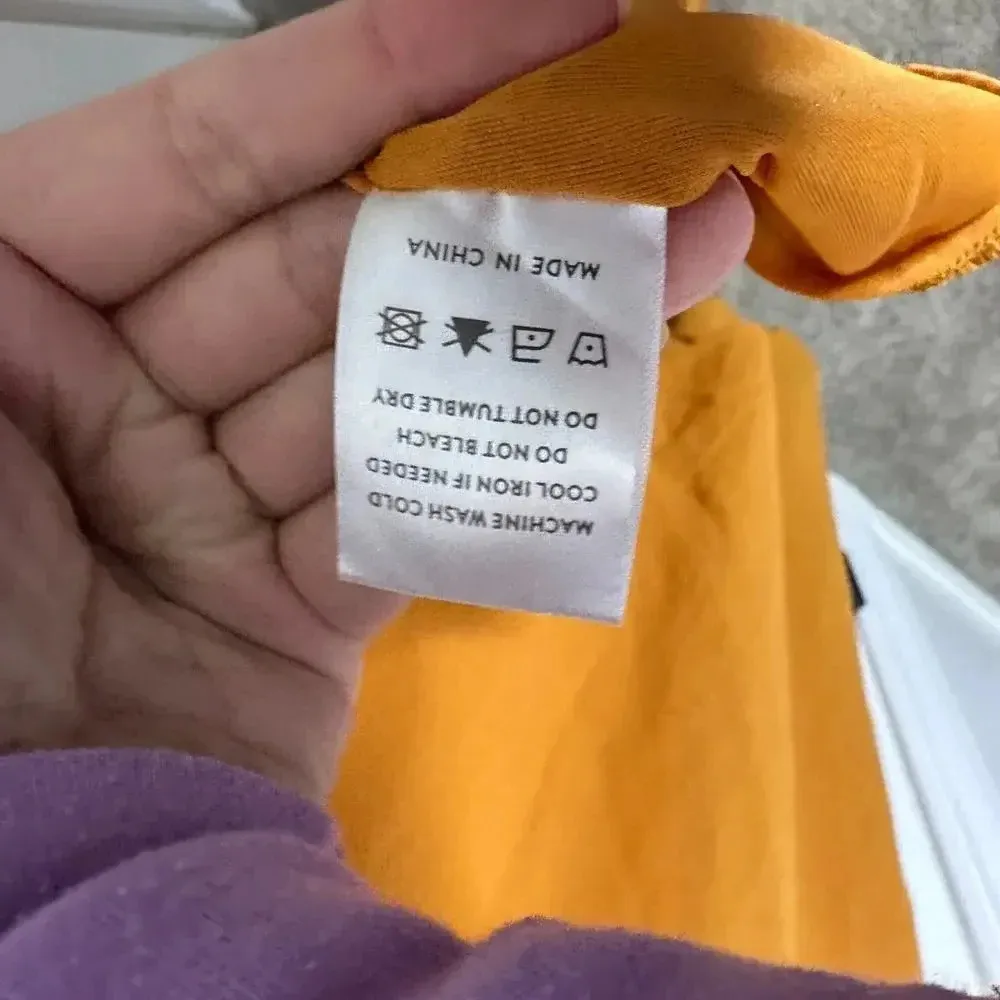 MACHINE WASH COLD
COOL IRON IF NEEDED
DO NOT BLEACH
DO NOT TUMBLE DRY
MADE IN CHINA